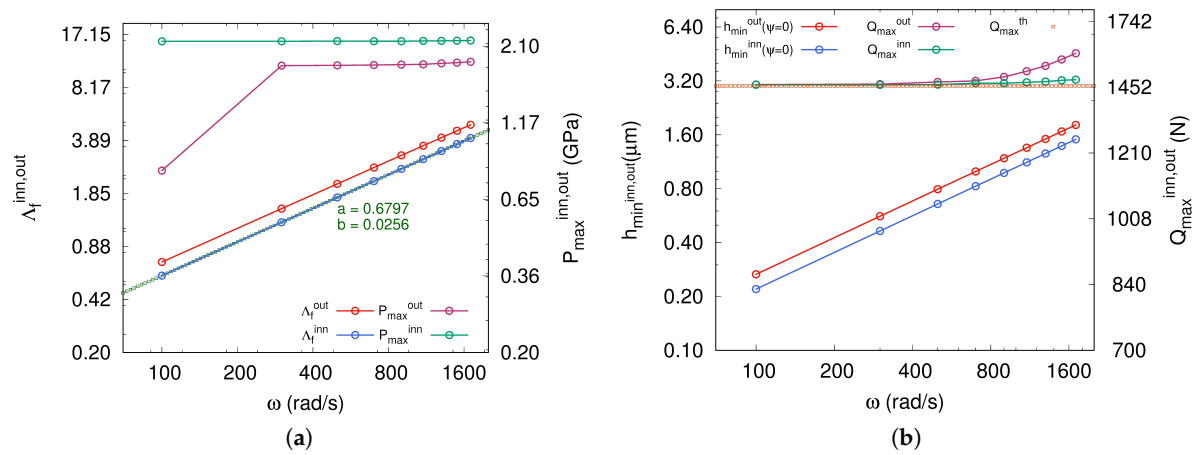 17.15
8.17
3.89
1.85
0.88
0.42
0.20
Λf^inn,out
2.10
1.17
0.65
0.36
0.20
Pmax^inn,out (GPa)
a = 0.6797
b = 0.0256
Λf^out Pmax^out
Λf^inn Pmax^inn
100 200 400 800 1600
ω (rad/s)
(a)
6.40
3.20
1.60
0.80
0.40
0.20
0.10
hmin^inn,out(μm)
hmin^out(ψ=0) Qmax^out Qmax^th
hmin^inn(ψ=0) Qmax^inn
1742
1452
1210
1008
840
700
Qmax^inn,out (N)
100 200 400 800 1600
ω (rad/s)
(b)